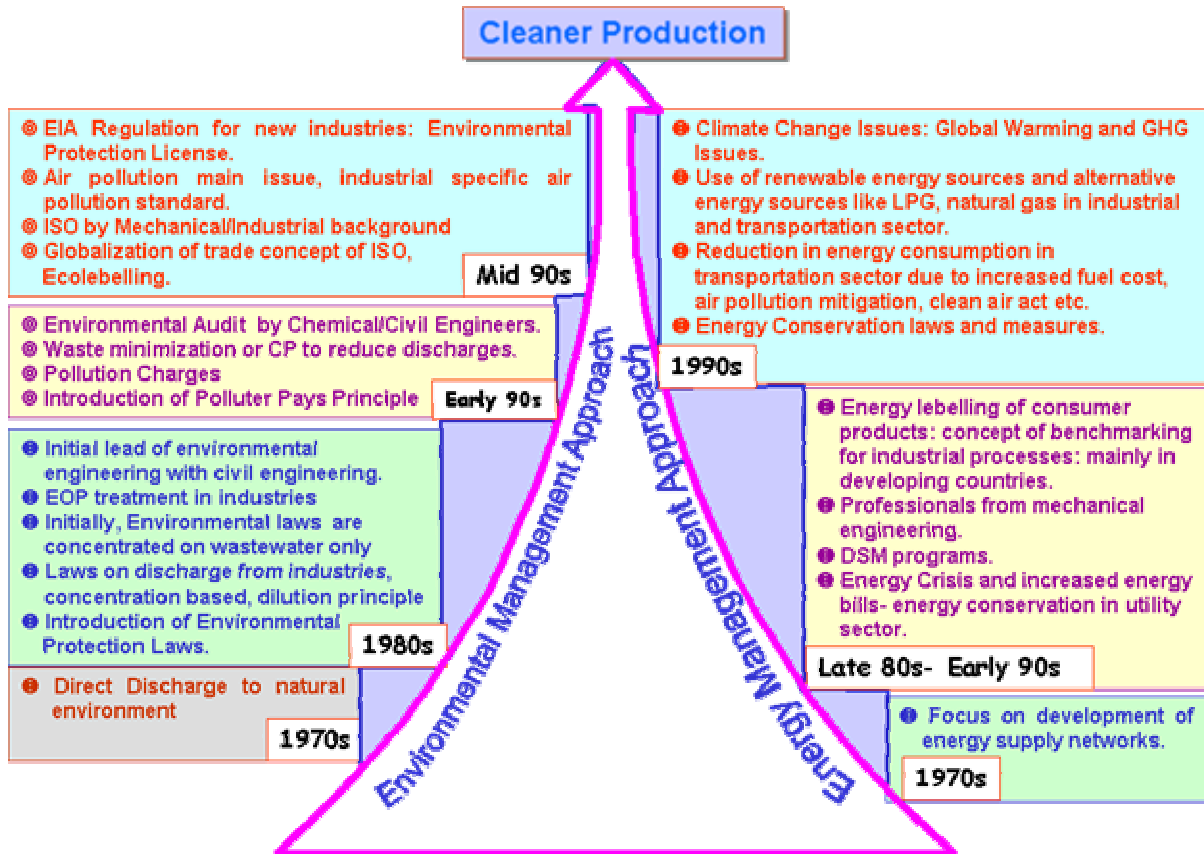 Cleaner Production
EIA Regulation for new industries: Environmental
Protection License.
Air pollution main issue, industrial specific air
pollution standard.
ISO by Mechanical/Industrial background
Globalization of trade concept of ISO,
Ecolebelling.
Mid 90s
Environmental Audit by Chemical/Civil Engineers.
Waste minimization or CP to reduce discharges.
Pollution Charges
Introduction of Polluter Pays Principle
Early 90s
Initial lead of environmental
engineering with civil engineering.
EOP treatment in industries
Initially, Environmental laws are
concentrated on wastewater only
Laws on discharge from industries,
concentration based, dilution principle
Introduction of Environmental
Protection Laws.
1980s
Direct Discharge to natural
environment
1970s
Environmental Management Approach
Energy Management Approach
Climate Change Issues: Global Warming and GHG
Issues.
Use of renewable energy sources and alternative
energy sources like LPG, natural gas in industrial
and transportation sector.
Reduction in energy consumption in
transportation sector due to increased fuel cost,
air pollution mitigation, clean air act etc.
Energy Conservation laws and measures.
1990s
Energy lebelling of consumer
products: concept of benchmarking
for industrial processes: mainly in
developing countries.
Professionals from mechanical
engineering.
DSM programs.
Energy Crisis and increased energy
bills- energy conservation in utility
sector.
Late 80s- Early 90s
Focus on development of
energy supply networks.
1970s